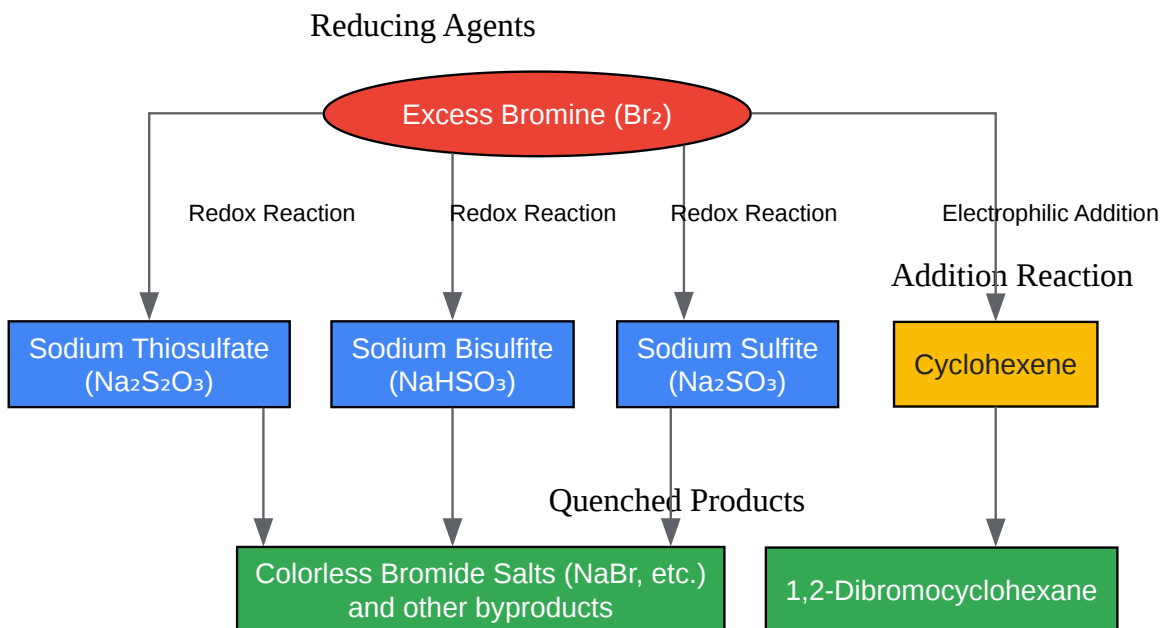 Reducing Agents
Excess Bromine (Br₂)
Redox Reaction
Redox Reaction
Redox Reaction
Electrophilic Addition
Addition Reaction
Sodium Thiosulfate
(Na₂S₂O₃)
Sodium Bisulfite
(NaHSO₃)
Sodium Sulfite
(Na₂SO₃)
Cyclohexene
Quenched Products
Colorless Bromide Salts (NaBr, etc.)
and other byproducts
1,2-Dibromocyclohexane